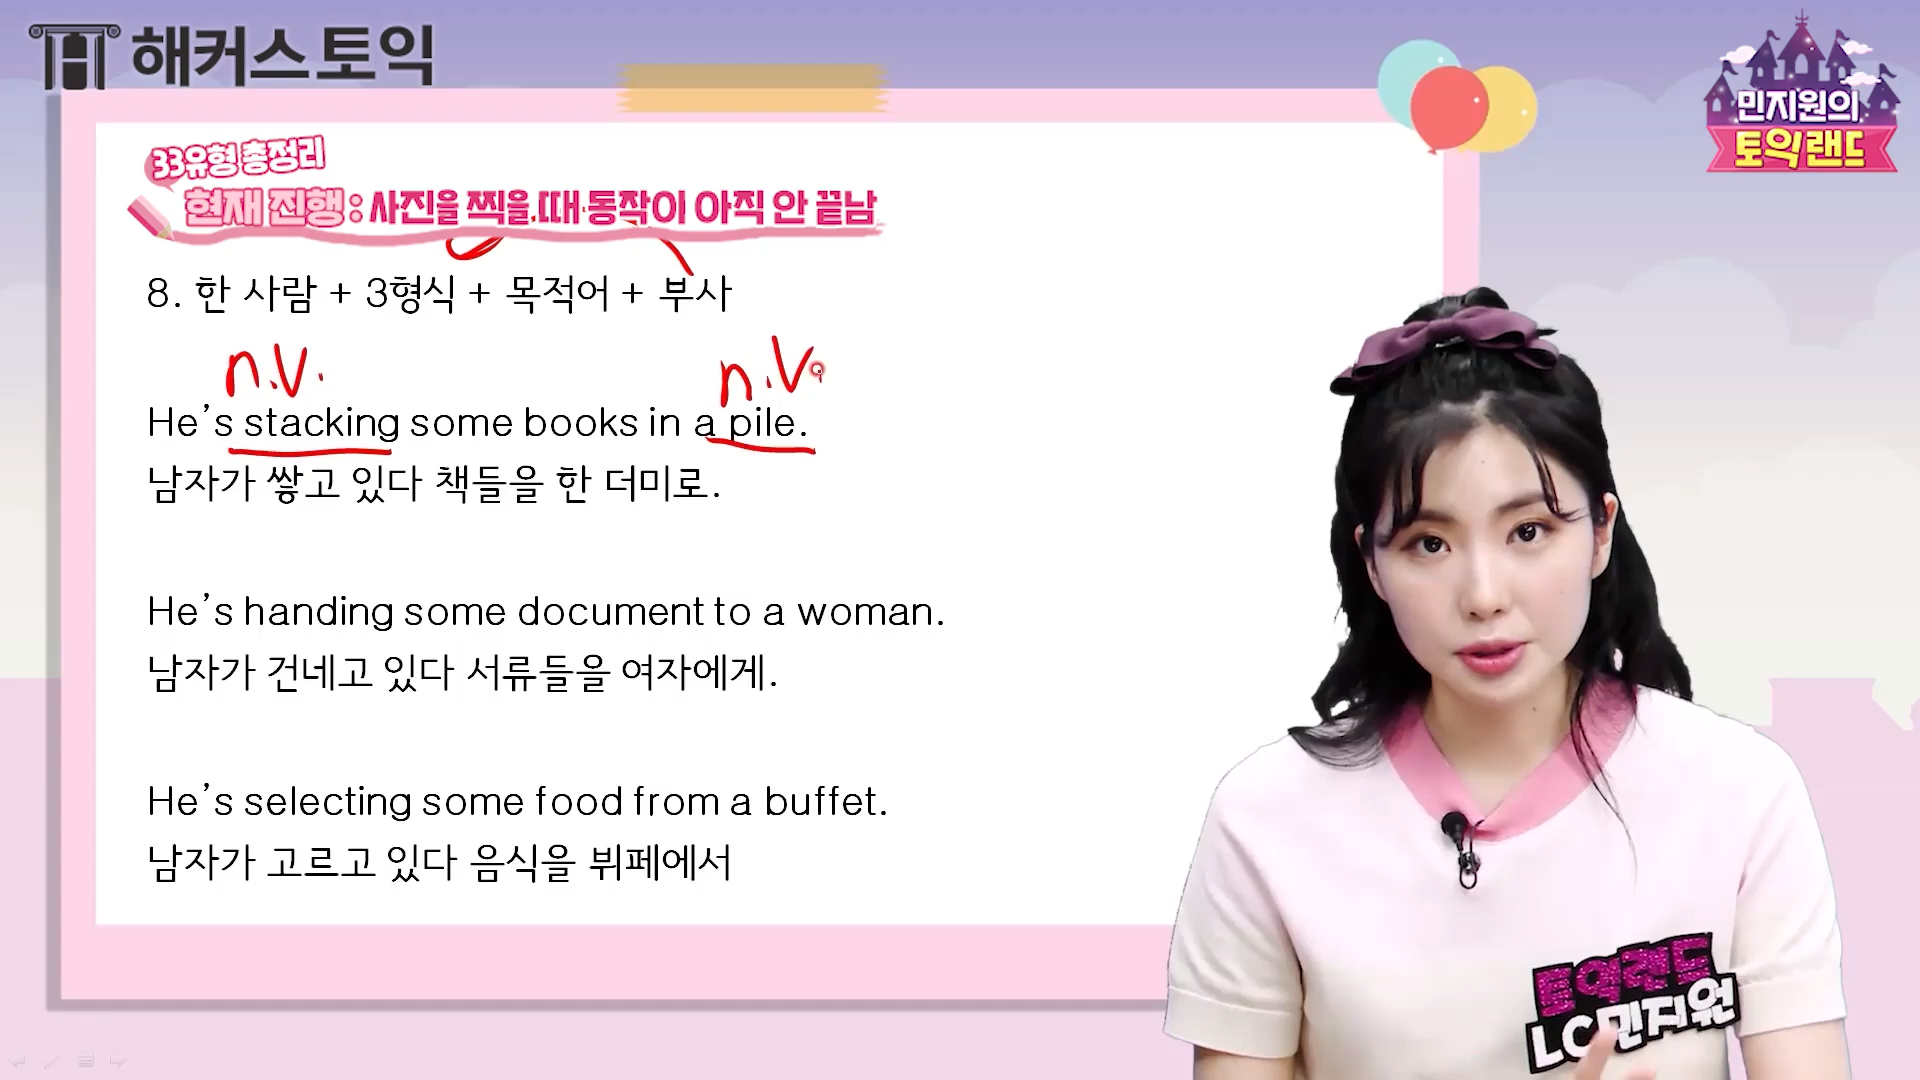 해커스토익
민지원의
토익랜드
33유형 총정리
현재 진행 : 사진을 찍을 때 동작이 아직 안 끝남
8. 한 사람 + 3형식 + 목적어 + 부사
n.v. n.v.
He's stacking some books in a pile.
남자가 쌓고 있다 책들을 한 더미로.
He's handing some document to a woman.
남자가 건네고 있다 서류들을 여자에게.
He's selecting some food from a buffet.
남자가 고르고 있다 음식을 뷔페에서
토익랜드
LC민지원